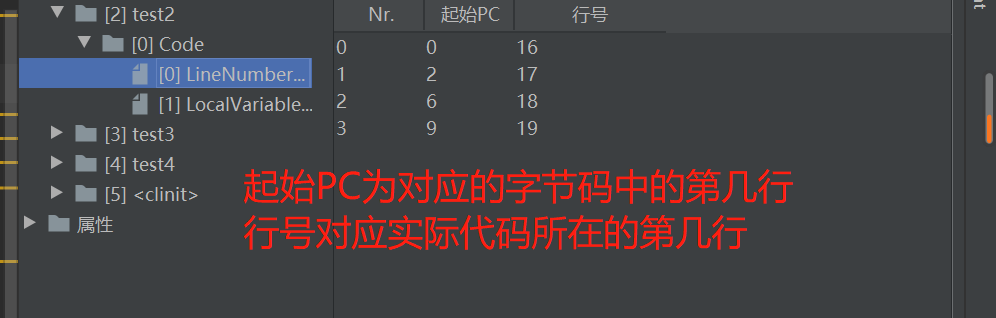 [2] test2
[0] Code
[0] LineNumber...
[1] LocalVariable...
[3] test3
[4] test4
[5] <clinit>
属性
Nr. 起始PC 行号
0 0 16
1 2 17
2 6 18
3 9 19
起始PC为对应的字节码中的第几行
行号对应实际代码所在的第几行